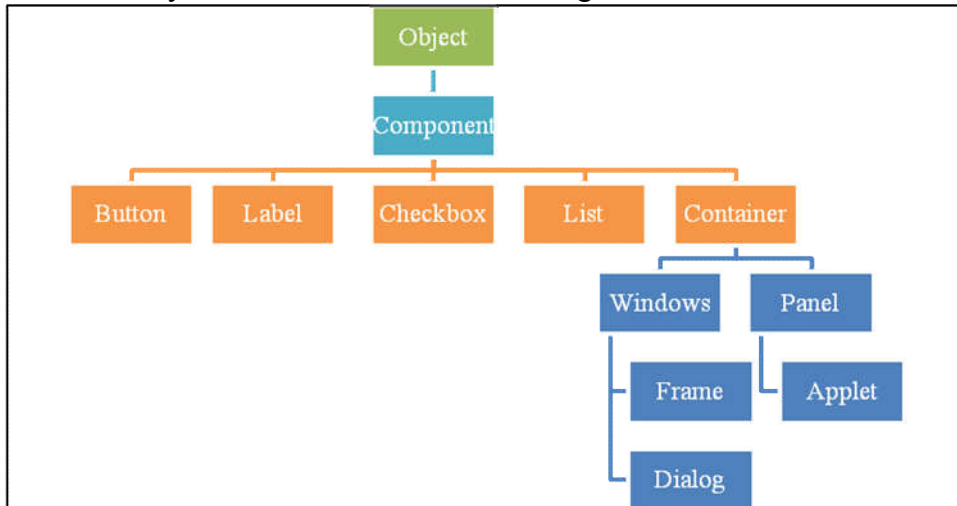 Object
Component
Button Label Checkbox List Container
Windows Panel
Frame Applet
Dialog